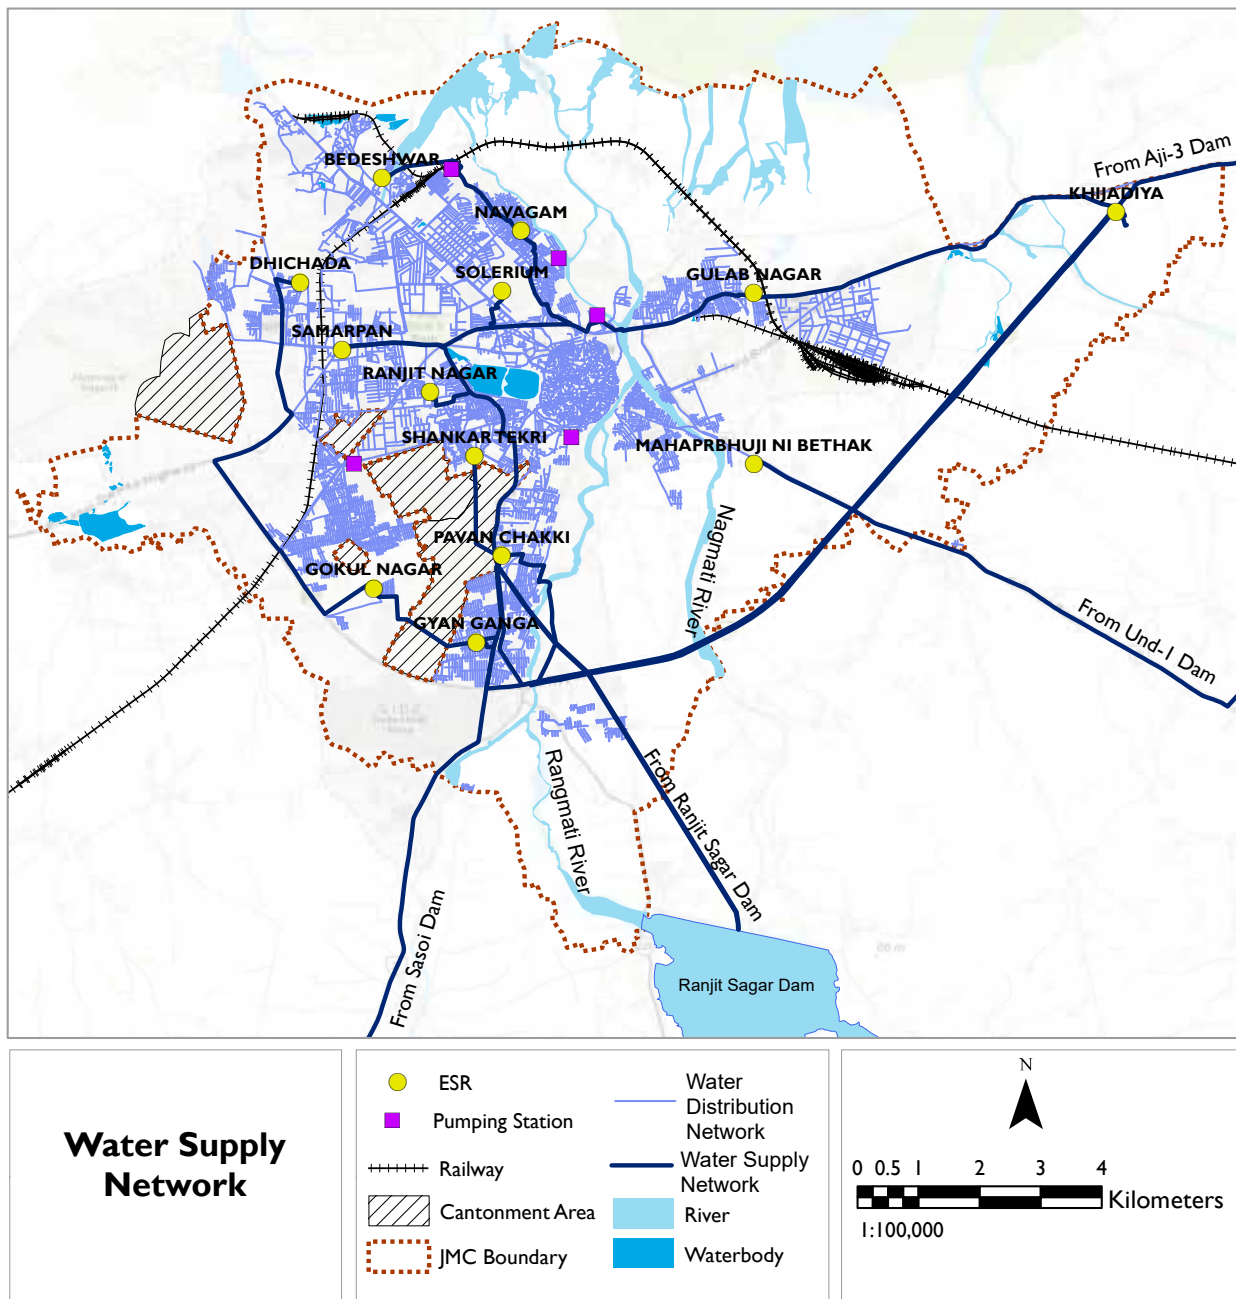 From Aji-3 Dam
BEDESHWAR
KHIJADIYA
NAVAGAM
DHICHADA
SOLERIUM
GULAB NAGAR
SAMARPAN
RANJIT NAGAR
SHANKAR TEKRI
MAHAPRBHUJI NI BETHAK
Nagmati River
PAVAN CHAKKI
GOKUL NAGAR
GYAN GANGA
From Und-1 Dam
Rangmati River
From Ranjit Sagar Dam
From Sasoi Dam
Ranjit Sagar Dam
Water Supply
Network
ESR
Pumping Station
Railway
Cantonment Area
JMC Boundary
Water
Distribution
Network
Water Supply
Network
River
Waterbody
N
0 0.5 1 2 3 4
Kilometers
1:100,000